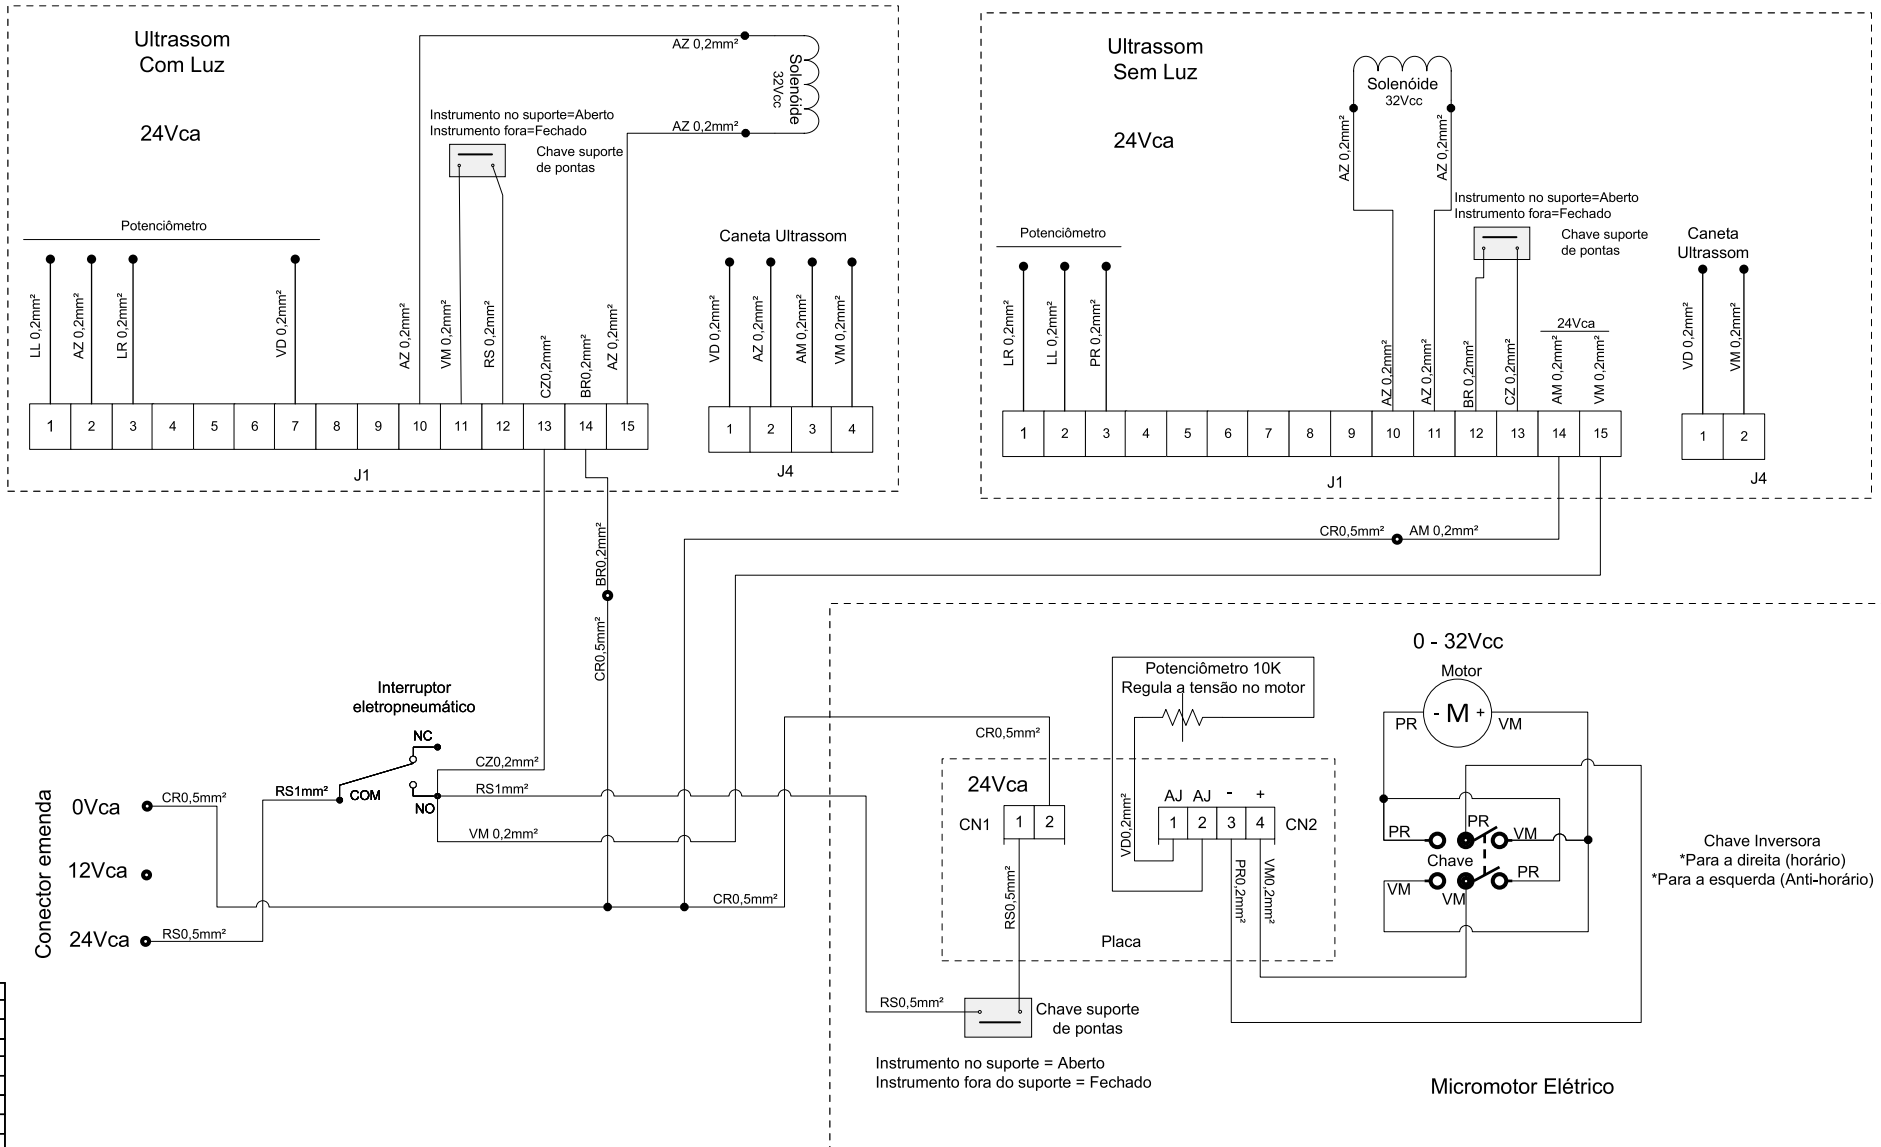 Ultrassom
Com Luz
24Vca
AZ 0,2mm²
Solenóide
32Vcc
AZ 0,2mm²
Instrumento no suporte=Aberto
Instrumento fora=Fechado
Chave suporte
de pontas
Potenciômetro
LL 0,2mm²
AZ 0,2mm²
LR 0,2mm²
VD 0,2mm²
AZ 0,2mm²
VM 0,2mm²
RS 0,2mm²
CZ0,2mm²
BR0,2mm²
AZ 0,2mm²
1 2 3 4 5 6 7 8 9 10 11 12 13 14 15
J1
Caneta Ultrassom
VD 0,2mm²
AZ 0,2mm²
AM 0,2mm²
VM 0,2mm²
1 2 3 4
J4
Ultrassom
Sem Luz
24Vca
Solenóide
32Vcc
AZ 0,2mm²
AZ 0,2mm²
Instrumento no suporte=Aberto
Instrumento fora=Fechado
Chave suporte
de pontas
Potenciômetro
LR 0,2mm²
LL 0,2mm²
PR 0,2mm²
AZ 0,2mm²
AZ 0,2mm²
BR 0,2mm²
CZ 0,2mm²
24Vca
AM 0,2mm²
VM 0,2mm²
1 2 3 4 5 6 7 8 9 10 11 12 13 14 15
J1
Caneta
Ultrassom
VD 0,2mm²
VM 0,2mm²
1 2
J4
CR0,5mm²
AM 0,2mm²
BR0,2mm²
CR0,5mm²
Interruptor
eletropneumático
NC
COM
NO
RS1mm²
CZ0,2mm²
RS1mm²
VM 0,2mm²
Conector emenda
0Vca
CR0,5mm²
12Vca
24Vca
RS0,5mm²
CR0,5mm²
CR0,5mm²
24Vca
CN1
1 2
RS0,5mm²
Potenciômetro 10K
Regula a tensão no motor
VD0,2mm²
AJ AJ - +
1 2 3 4
CN2
PR0,2mm²
VM0,2mm²
Placa
RS0,5mm²
Chave suporte
de pontas
Instrumento no suporte = Aberto
Instrumento fora do suporte = Fechado
0 - 32Vcc
Motor
- M +
PR
VM
PR
PR
VM
Chave
VM
VM
PR
Chave Inversora
*Para a direita (horário)
*Para a esquerda (Anti-horário)
Micromotor Elétrico